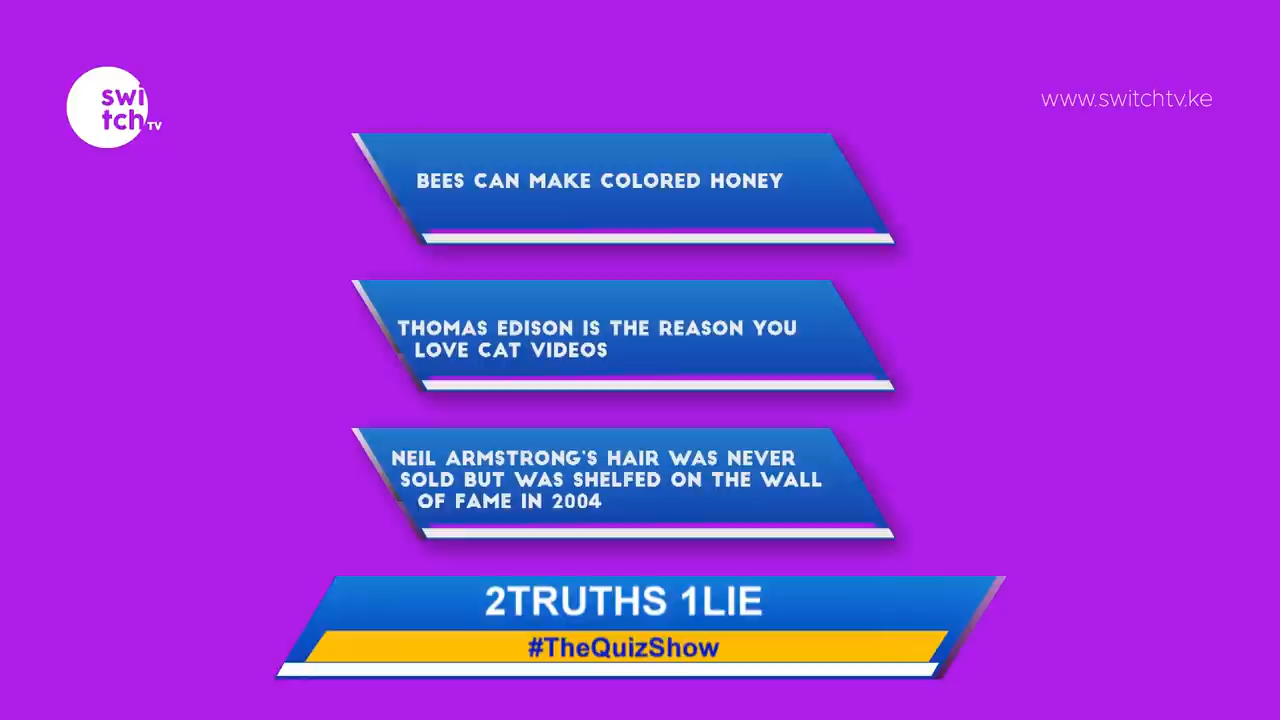 swi
tch TV
www.switchtv.ke
BEES CAN MAKE COLORED HONEY
THOMAS EDISON IS THE REASON YOU
LOVE CAT VIDEOS
NEIL ARMSTRONG'S HAIR WAS NEVER
SOLD BUT WAS SHELFED ON THE WALL
OF FAME IN 2004
2TRUTHS 1LIE
#TheQuizShow